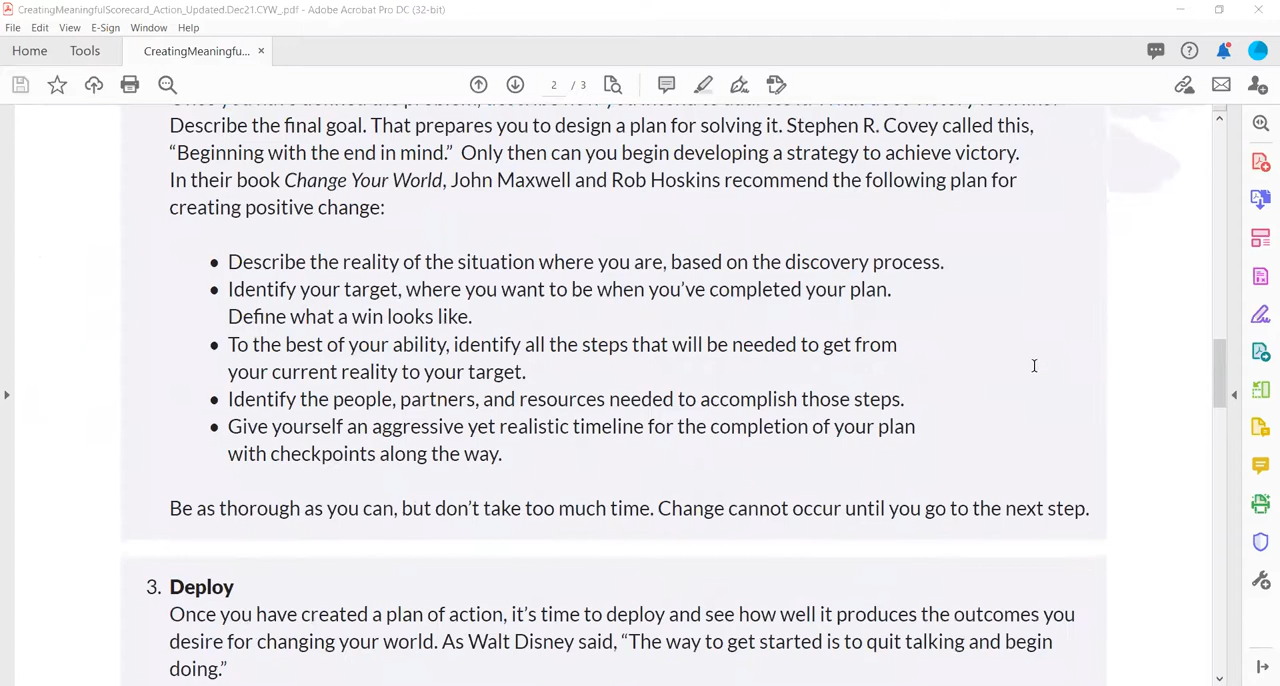 CreatingMeaningfulScorecard_Action_Updated.Dec21.CYW_.pdf - Adobe Acrobat Pro DC (32-bit)
File Edit View E-Sign Window Help
Home Tools CreatingMeaningfu... ×
2 / 3
Describe the final goal. That prepares you to design a plan for solving it. Stephen R. Covey called this,
“Beginning with the end in mind.” Only then can you begin developing a strategy to achieve victory.
In their book Change Your World, John Maxwell and Rob Hoskins recommend the following plan for
creating positive change:
• Describe the reality of the situation where you are, based on the discovery process.
• Identify your target, where you want to be when you’ve completed your plan.
Define what a win looks like.
• To the best of your ability, identify all the steps that will be needed to get from
your current reality to your target.
• Identify the people, partners, and resources needed to accomplish those steps.
• Give yourself an aggressive yet realistic timeline for the completion of your plan
with checkpoints along the way.
Be as thorough as you can, but don’t take too much time. Change cannot occur until you go to the next step.
3. Deploy
Once you have created a plan of action, it’s time to deploy and see how well it produces the outcomes you
desire for changing your world. As Walt Disney said, “The way to get started is to quit talking and begin
doing.”